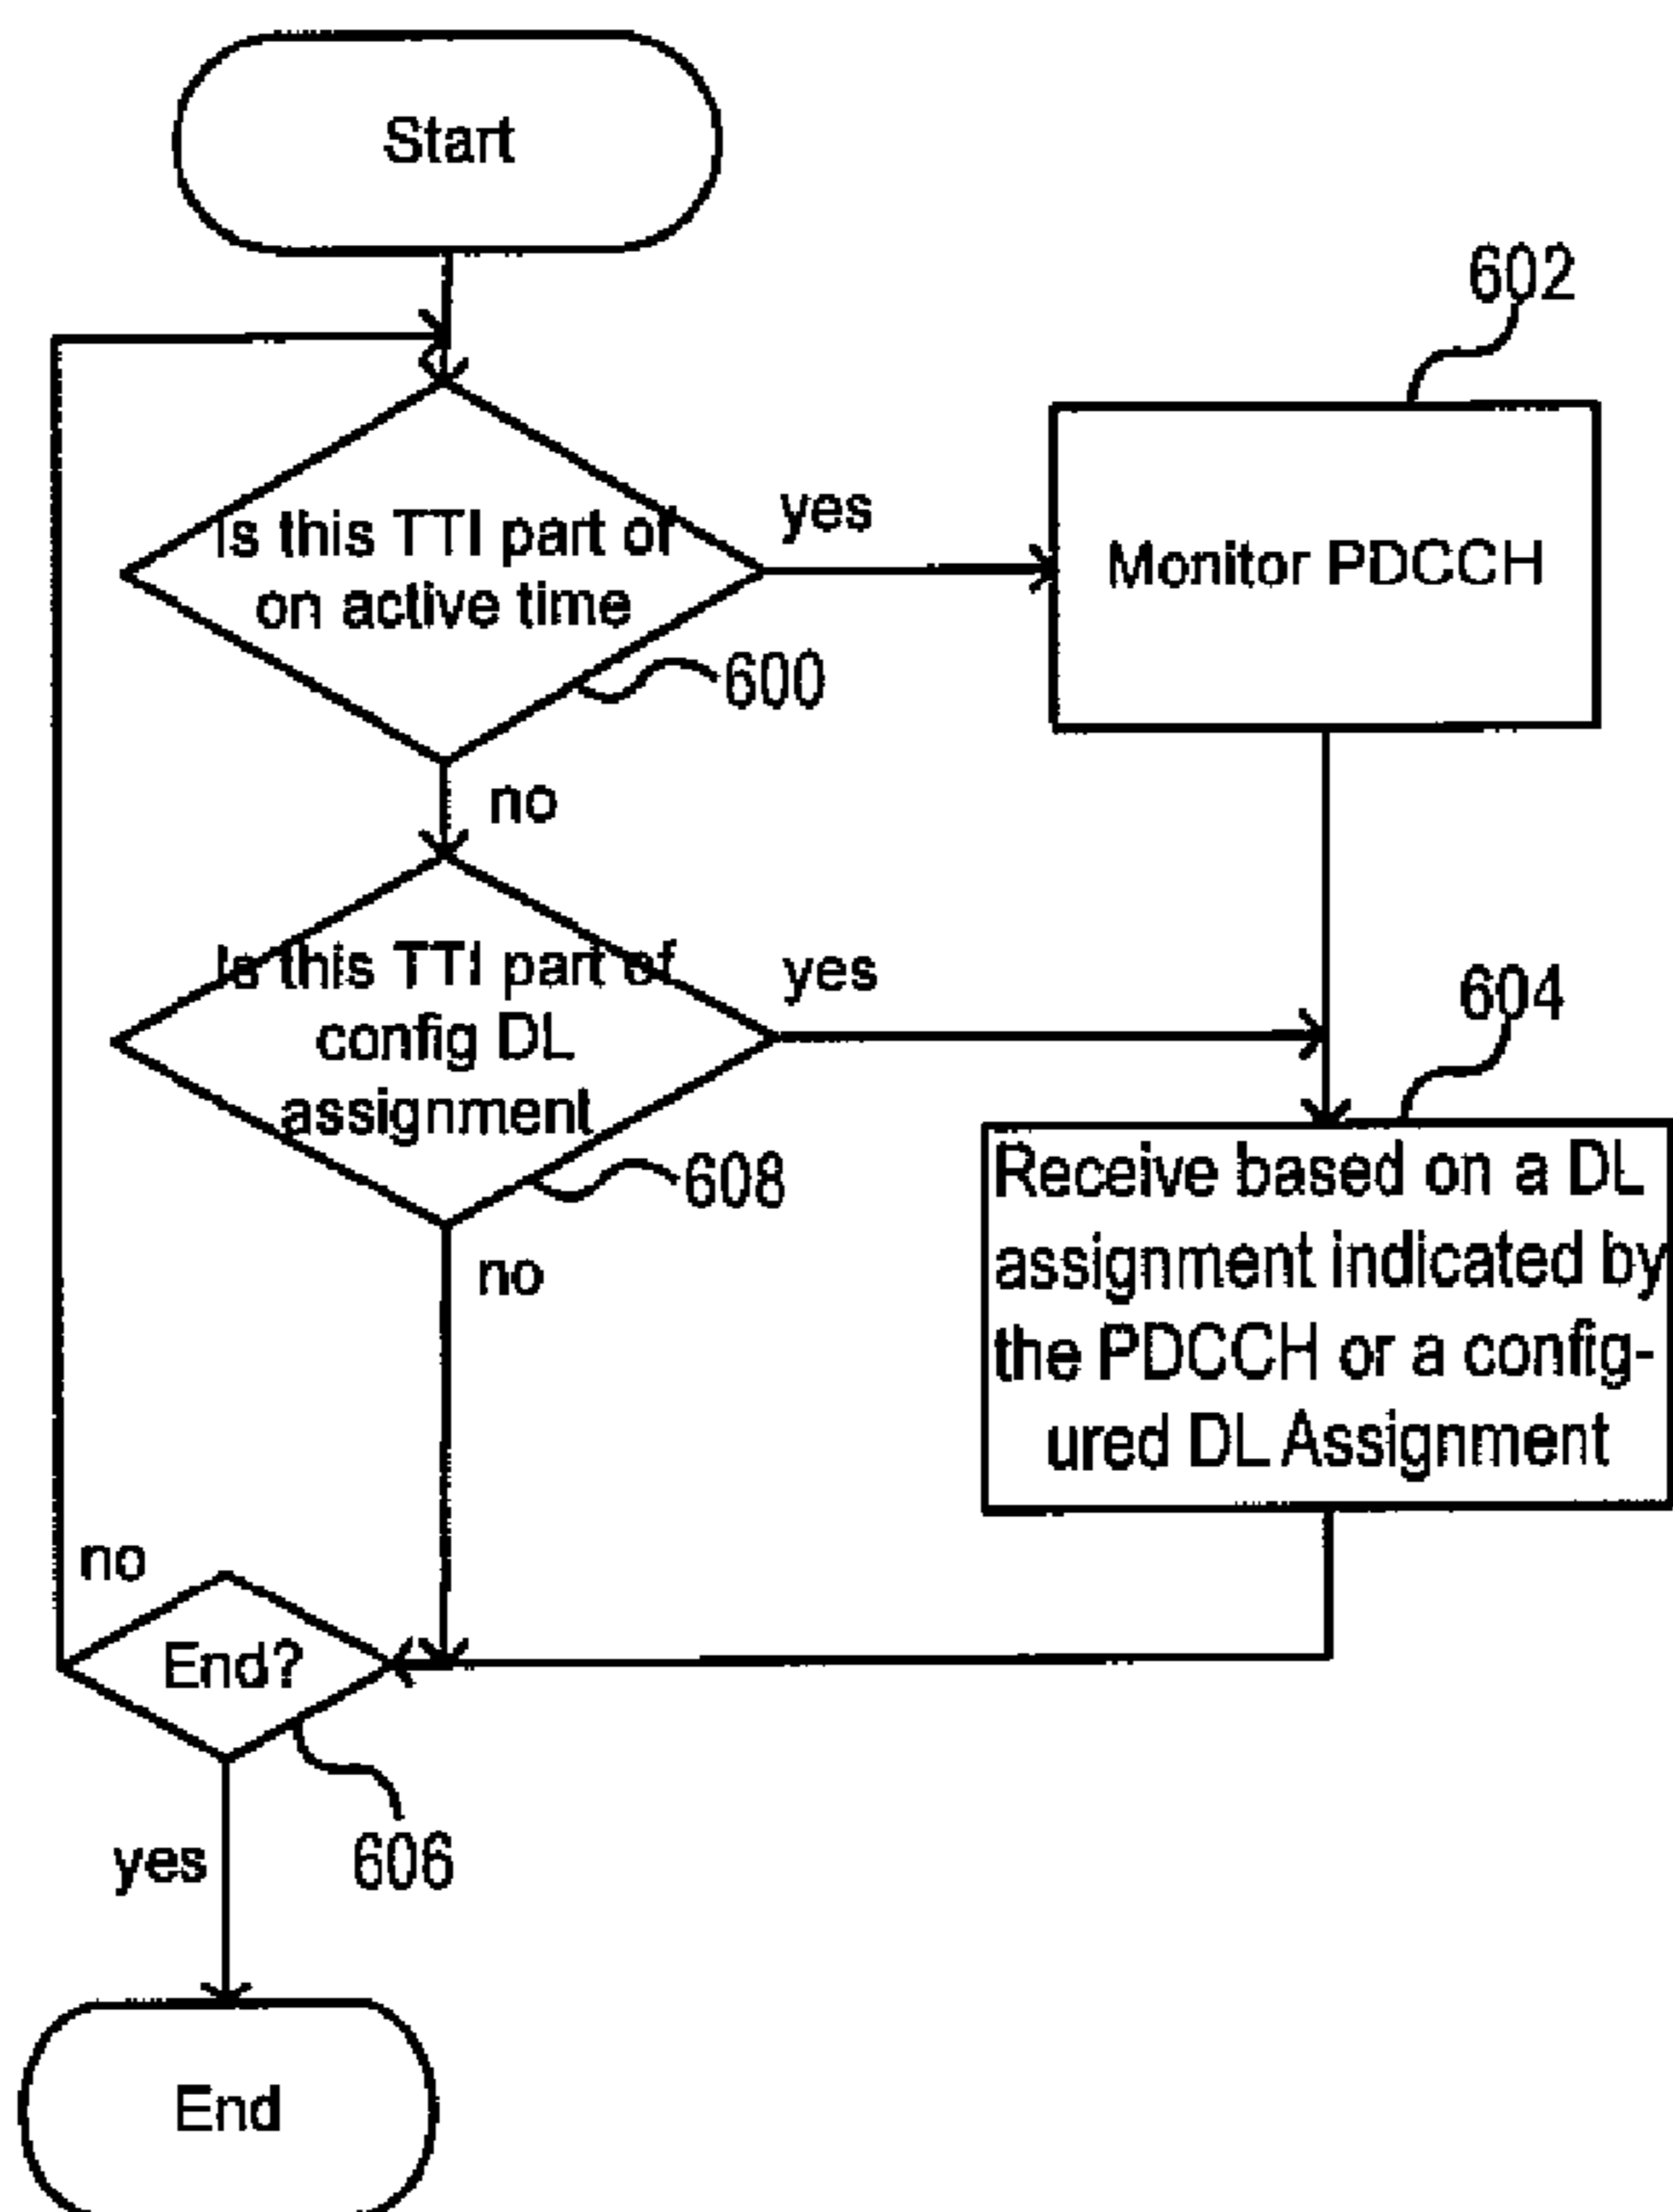 Start
602
Is this TTI part of
on active time
yes
Monitor PDCCH
600
no
Is this TTI part of
config DL
assignment
yes
604
608
Receive based on a DL
assignment indicated by
the PDCCH or a config-
ured DL Assignment
no
no
End?
606
yes
End